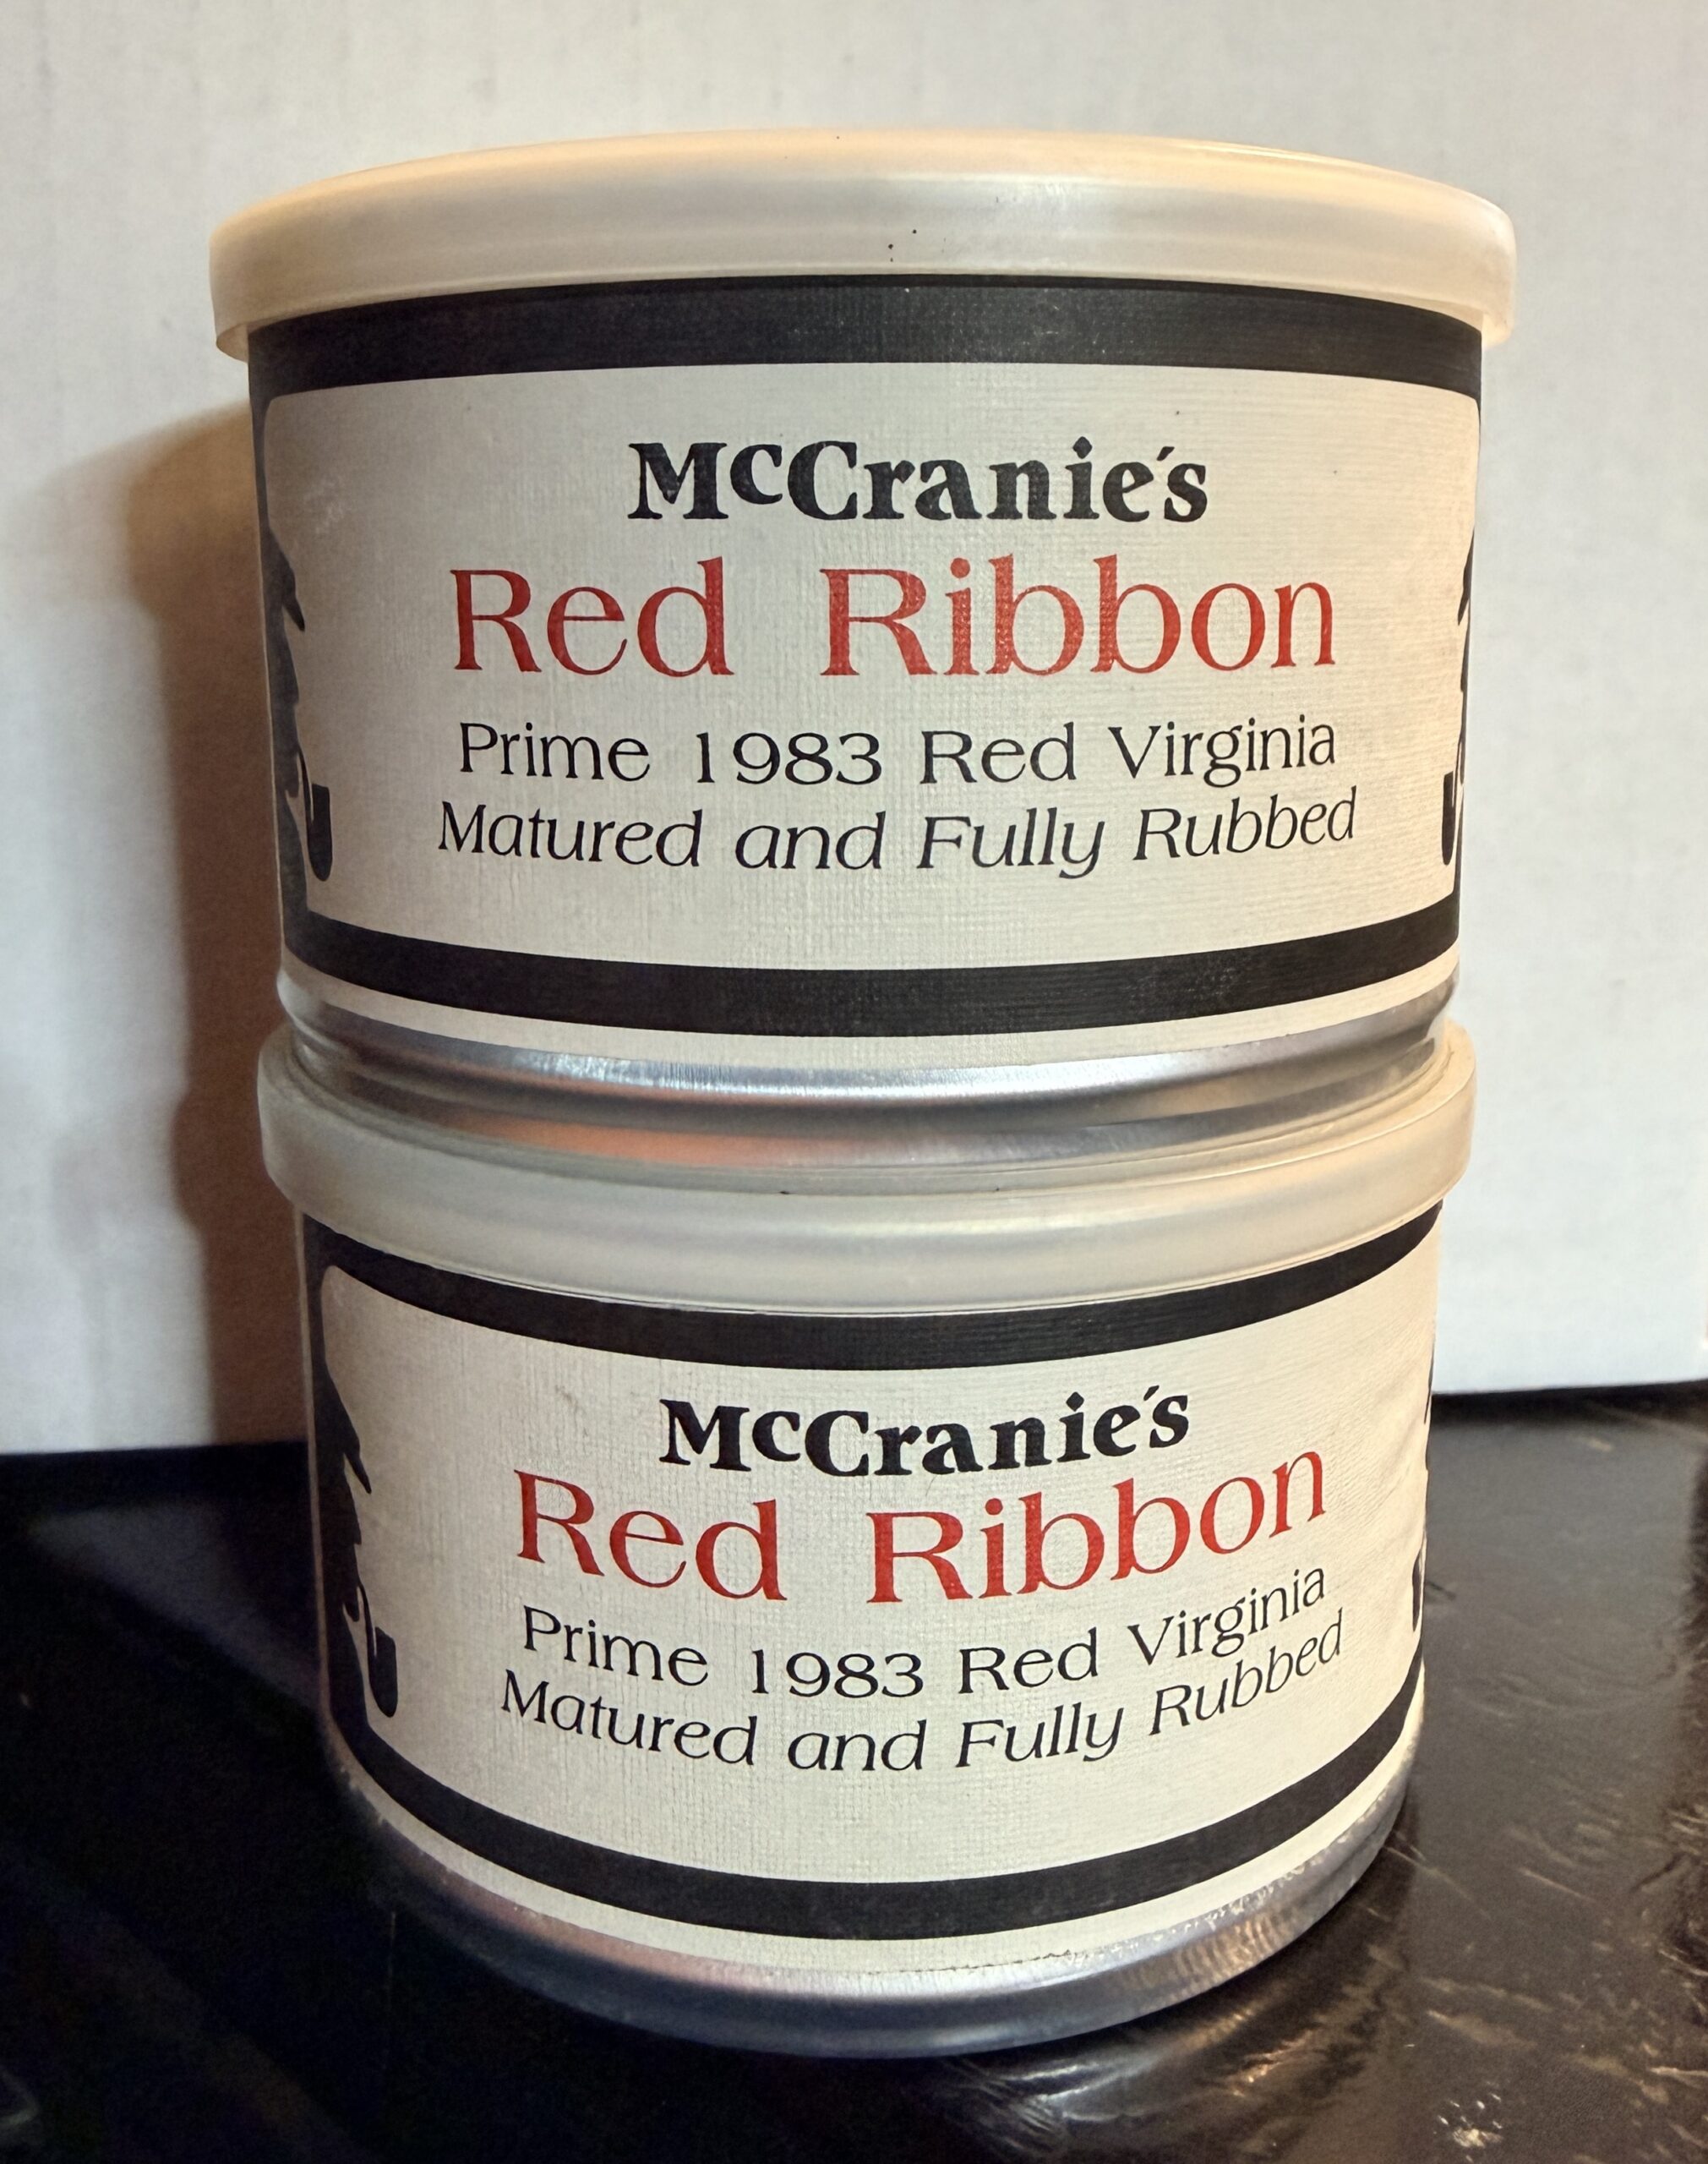 McCranie's
Red Ribbon
Prime 1983 Red Virginia
Matured and Fully Rubbed
McCranie's
Red Ribbon
Prime 1983 Red Virginia
Matured and Fully Rubbed